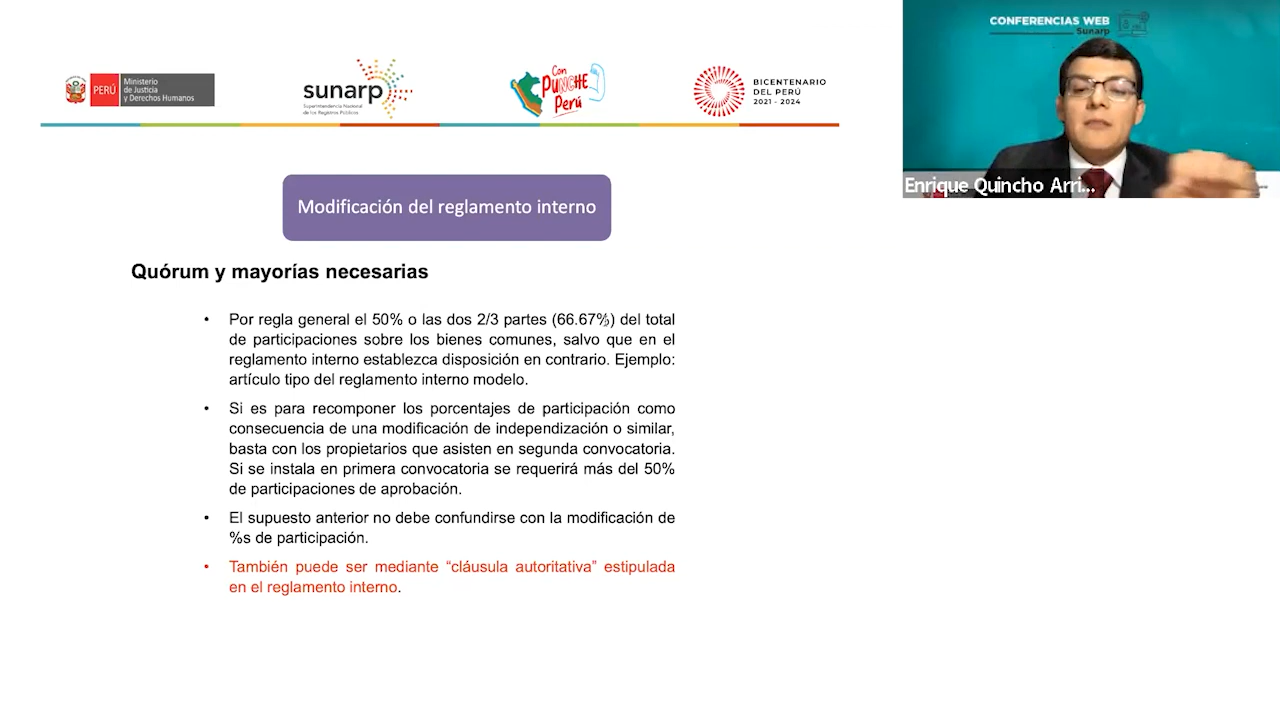 CONFERENCIAS WEB
Sunarp
Enrique Quincho Arri...
PERÚ
Ministerio
de Justicia
y Derechos Humanos
sunarp
Superintendencia Nacional
de los Registros Públicos
Con
PUNCHE
Perú
BICENTENARIO
DEL PERÚ
2021 - 2024
Modificación del reglamento interno
Quórum y mayorías necesarias
• Por regla general el 50% o las dos 2/3 partes (66.67%) del total
de participaciones sobre los bienes comunes, salvo que en el
reglamento interno establezca disposición en contrario. Ejemplo:
artículo tipo del reglamento interno modelo.
• Si es para recomponer los porcentajes de participación como
consecuencia de una modificación de independización o similar,
basta con los propietarios que asisten en segunda convocatoria.
Si se instala en primera convocatoria se requerirá más del 50%
de participaciones de aprobación.
• El supuesto anterior no debe confundirse con la modificación de
%s de participación.
• También puede ser mediante “cláusula autoritativa” estipulada
en el reglamento interno.